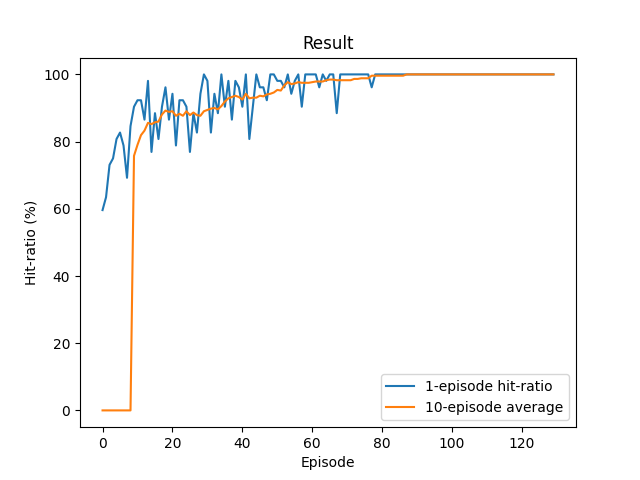 Result
Hit-ratio (%)
100
80
60
40
20
0
0 20 40 60 80 100 120
Episode
1-episode hit-ratio
10-episode average